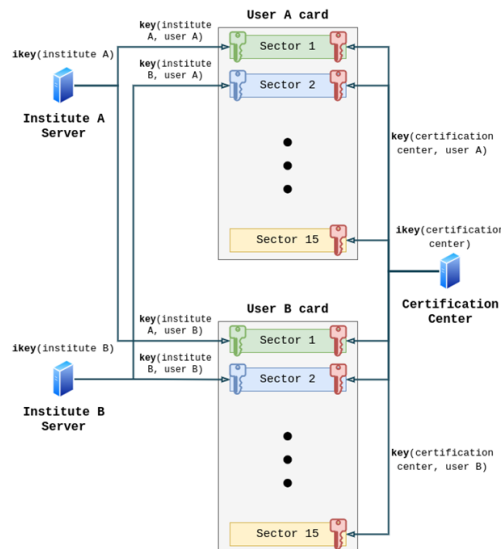 User A card
key(institute
A, user A)
Sector 1
ikey(institute A)
key(institute
B, user A)
Sector 2
Institute A
Server
key(certification
center, user A)
Sector 15
ikey(certification
center)
User B card
Certification
Center
key(institute
A, user B)
Sector 1
ikey(institute B)
key(institute
B, user B)
Sector 2
Institute B
Server
key(certification
center, user B)
Sector 15